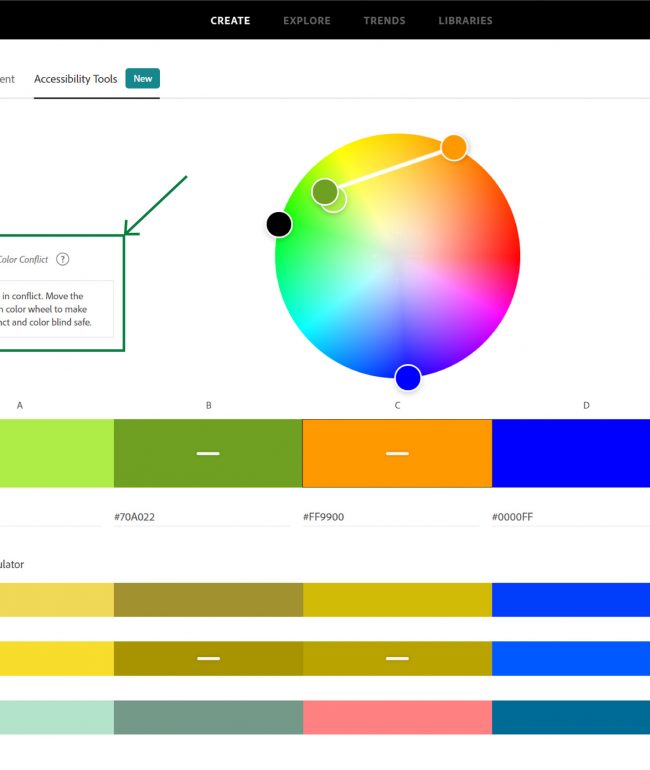 CREATE EXPLORE TRENDS LIBRARIES
ent Accessibility Tools New
Color Conflict ?
in conflict. Move the
n color wheel to make
nct and color blind safe.
A B C D
#70A022 #FF9900 #0000FF
ulator